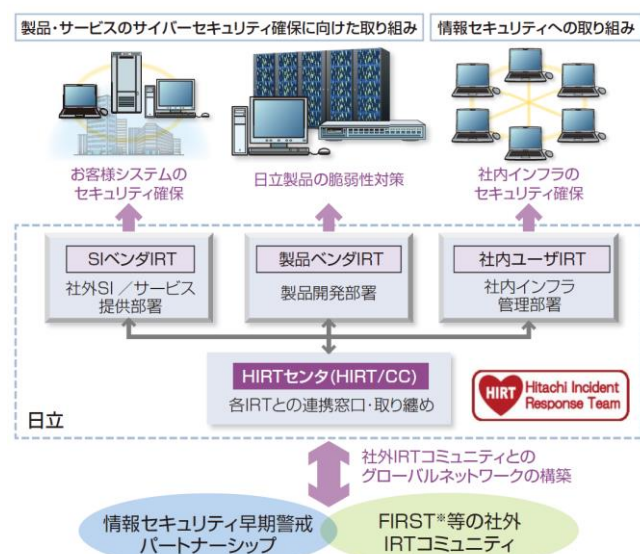 製品・サービスのサイバーセキュリティ確保に向けた取り組み
情報セキュリティへの取り組み
お客様システムの
セキュリティ確保
日立製品の脆弱性対策
社内インフラの
セキュリティ確保
SIベンダIRT
社外SI／サービス
提供部署
製品ベンダIRT
製品開発部署
社内ユーザIRT
社内インフラ
管理部署
HIRTセンタ(HIRT/CC)
各IRTとの連携窓口・取り纏め
HIRT
Hitachi Incident
Response Team
日立
社外IRTコミュニティとの
グローバルネットワークの構築
情報セキュリティ早期警戒
パートナーシップ
FIRST※等の社外
IRTコミュニティ